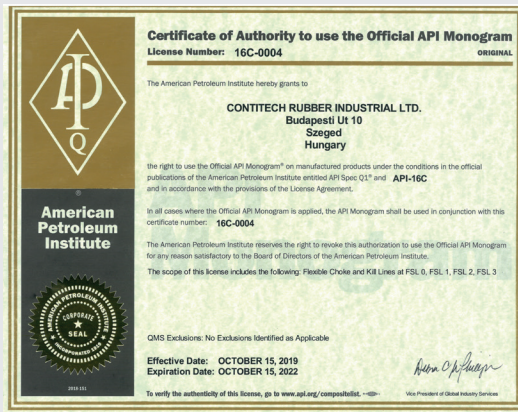 Certificate of Authority to use the Official API Monogram
License Number: 16C-0004
ORIGINAL
The American Petroleum Institute hereby grants to
CONTITECH RUBBER INDUSTRIAL LTD.
Budapesti Ut 10
Szeged
Hungary
the right to use the Official API Monogram® on manufactured products under the conditions in the official
publications of the American Petroleum Institute entitled API Spec Q1® and API-16C
and in accordance with the provisions of the License Agreement.
In all cases where the Official API Monogram is applied, the API Monogram shall be used in conjunction with this
certificate number: 16C-0004
The American Petroleum Institute reserves the right to revoke this authorization to use the Official API Monogram
for any reason satisfactory to the Board of Directors of the American Petroleum Institute.
The scope of this license includes the following: Flexible Choke and Kill Lines at FSL 0, FSL 1, FSL 2, FSL 3
QMS Exclusions: No Exclusions Identified as Applicable
Effective Date: OCTOBER 15, 2019
Expiration Date: OCTOBER 15, 2022
To verify the authenticity of this license, go to www.api.org/compositelist.
Vice President of Global Industry Services
API
Q
American
Petroleum
Institute
AMERICAN PETROLEUM INSTITUTE
CORPORATE
SEAL
INCORPORATED 1919
2018-151